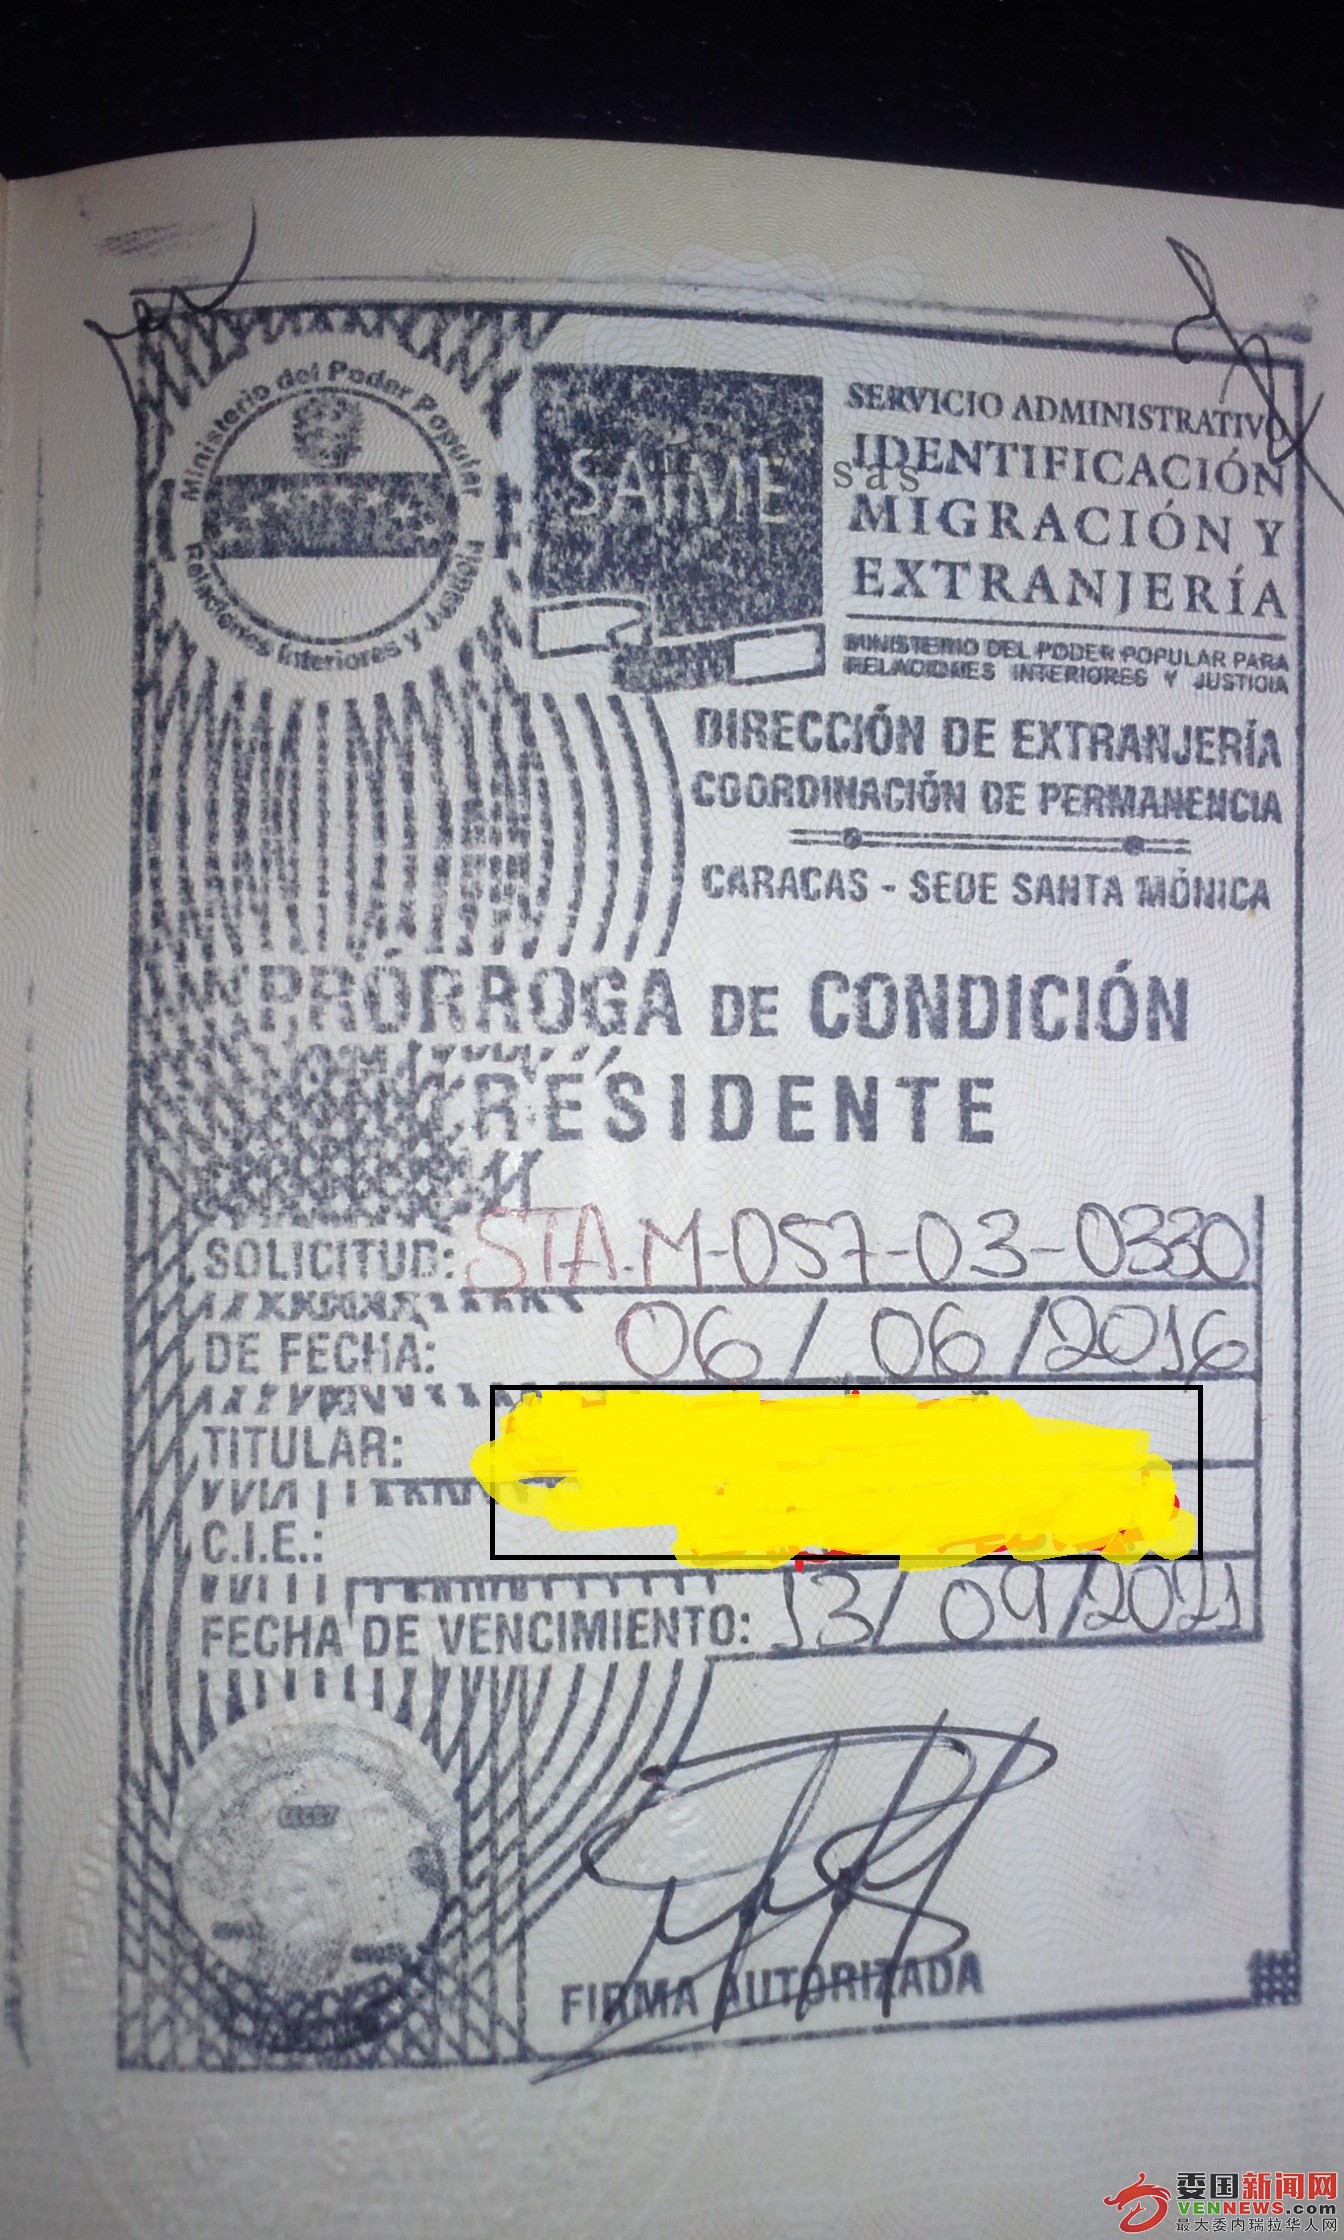 Ministerio del Poder Popular
Relaciones Interiores y Justicia
SAIME
sas
SERVICIO ADMINISTRATIVO
IDENTIFICACIÓN
MIGRACIÓN Y
EXTRANJERÍA
MINISTERIO DEL PODER POPULAR PARA
RELACIONES INTERIORES Y JUSTICIA
DIRECCIÓN DE EXTRANJERÍA
COORDINACIÓN DE PERMANENCIA
CARACAS - SEDE SANTA MÓNICA
PRÓRROGA DE CONDICIÓN
RESIDENTE
SOLICITUD: STA.M-057-03-0330
DE FECHA: 06/06/2016
TITULAR:
C.I.E.:
FECHA DE VENCIMIENTO: 13/09/2021
FIRMA AUTORIZADA
委国新闻网
VENNEWS.com
最大委内瑞拉华人网